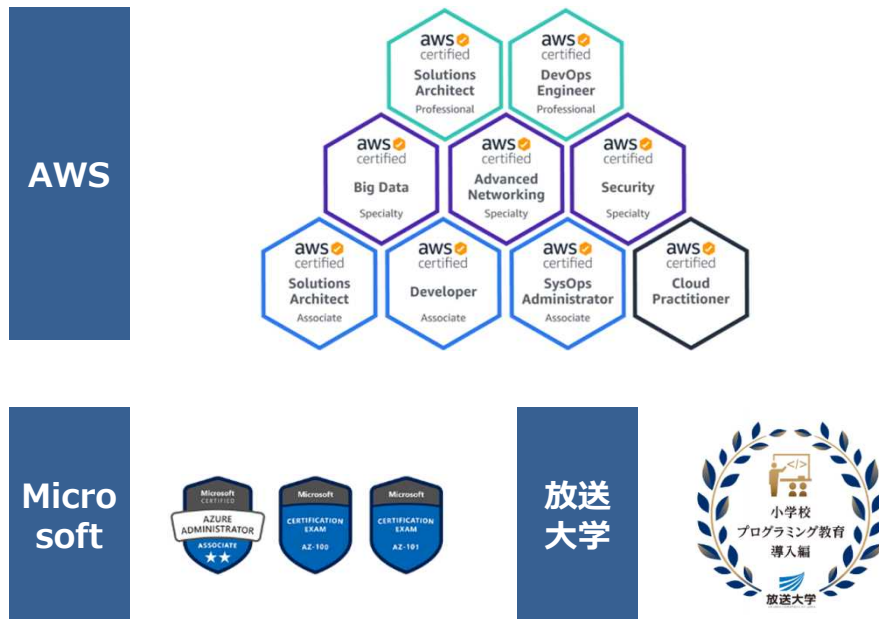 AWS
aws
certified
Solutions
Architect
Professional
aws
certified
DevOps
Engineer
Professional
aws
certified
Big Data
Specialty
aws
certified
Advanced
Networking
Specialty
aws
certified
Security
Specialty
aws
certified
Solutions
Architect
Associate
aws
certified
Developer
Associate
aws
certified
SysOps
Administrator
Associate
aws
certified
Cloud
Practitioner
Micro
soft
Microsoft
CERTIFIED
AZURE
ADMINISTRATOR
ASSOCIATE
Microsoft
CERTIFICATION
EXAM
AZ-100
Microsoft
CERTIFICATION
EXAM
AZ-101
放送
大学
小学校
プログラミング教育
導入編
放送大学